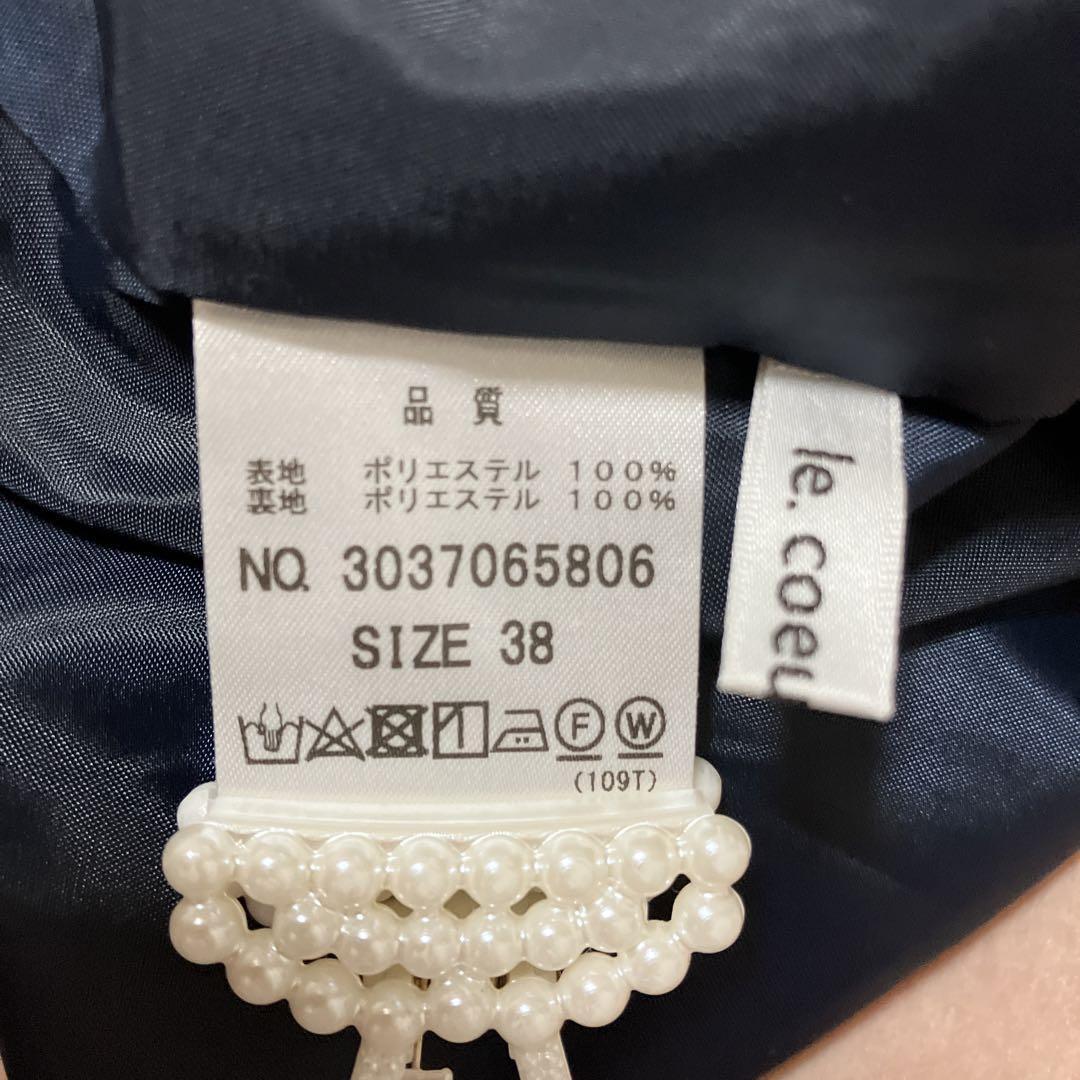 品質
表地 ポリエステル 100%
裏地 ポリエステル 100%
NO. 3037065806
SIZE 38
F W
(109T)
le. coeu